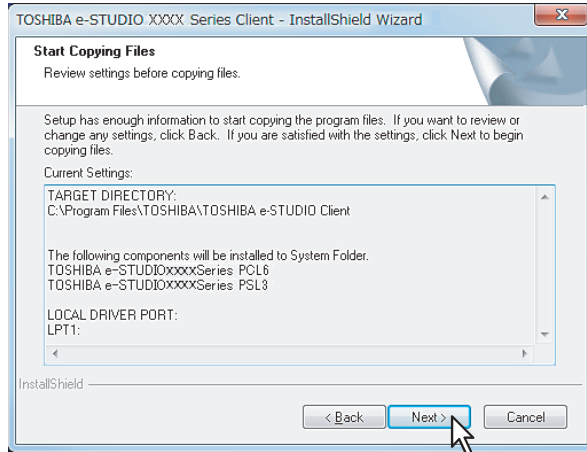 TOSHIBA e-STUDIO XXXX Series Client - InstallShield Wizard
Start Copying Files
Review settings before copying files.
Setup has enough information to start copying the program files. If you want to review or
change any settings, click Back. If you are satisfied with the settings, click Next to begin
copying files.
Current Settings:
TARGET DIRECTORY:
C:\Program Files\TOSHIBA\TOSHIBA e-STUDIO Client
The following components will be installed to System Folder.
TOSHIBA e-STUDIOxxxxSeries PCL6
TOSHIBA e-STUDIOXXXXSeries PSL3
LOCAL DRIVER PORT:
LPT1:
InstallShield
< Back Next > Cancel